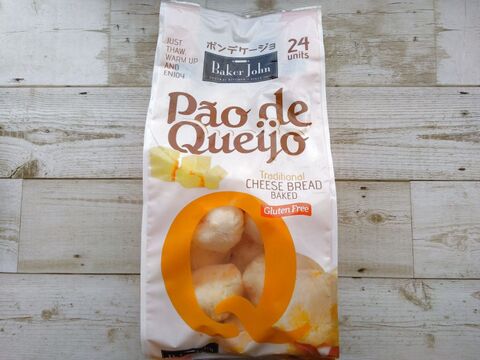 JUST
THAW,
WARM UP
AND
ENJOY
ポンデケージョ
24
units
Baker John
Pão de
Queijo
Traditional
CHEESE BREAD
BAKED
Gluten Free